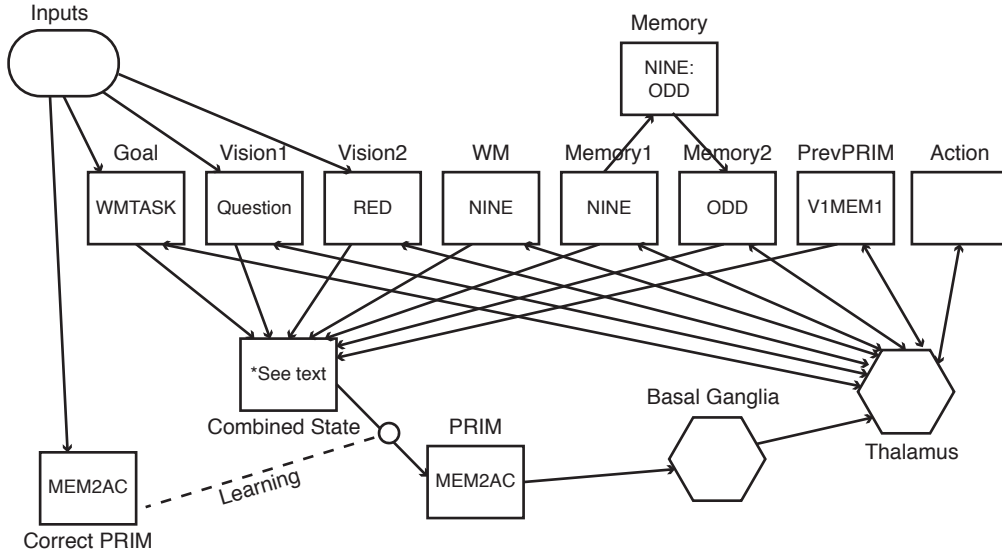 Inputs
Memory
NINE:
ODD
Goal
Vision1
Vision2
WM
Memory1
Memory2
PrevPRIM
Action
WMTASK
Question
RED
NINE
NINE
ODD
V1MEM1
*See text
Combined State
Basal Ganglia
Thalamus
PRIM
MEM2AC
Learning
MEM2AC
Correct PRIM